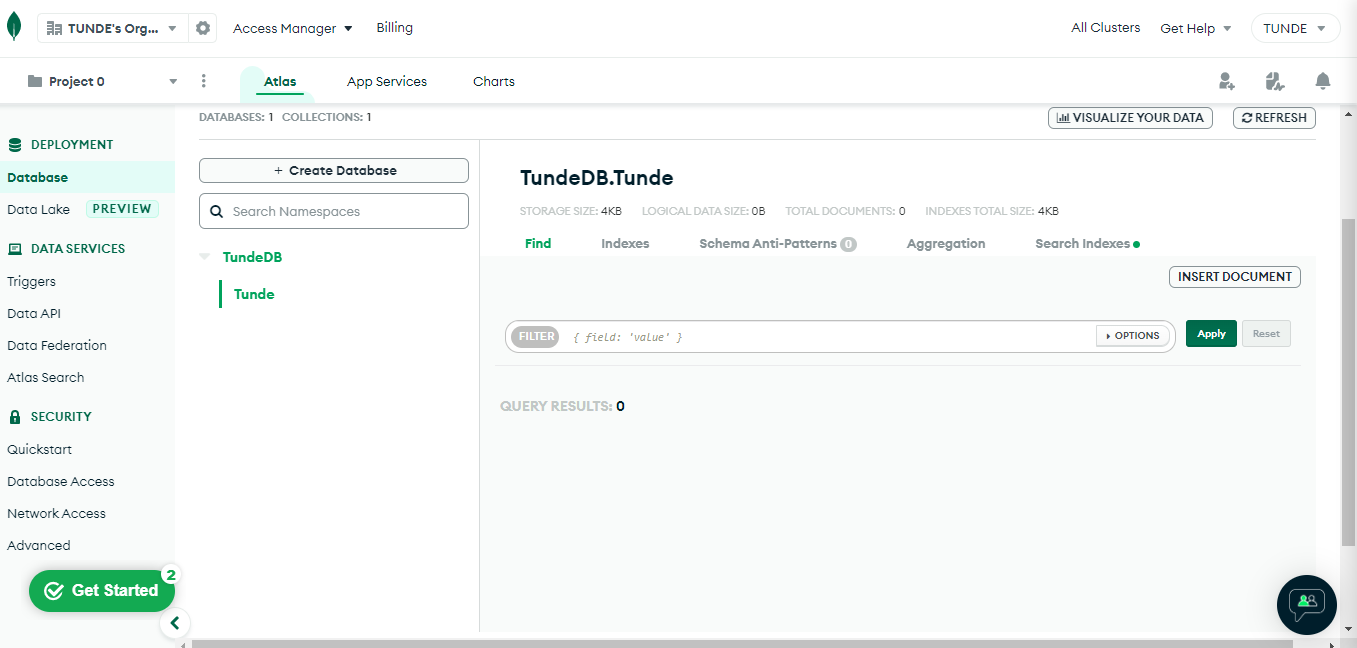 TUNDE's Org...
Access Manager
Billing
All Clusters
Get Help
TUNDE
Project 0
Atlas
App Services
Charts
DATABASES: 1 COLLECTIONS: 1
VISUALIZE YOUR DATA
REFRESH
DEPLOYMENT
Database
Data Lake PREVIEW
DATA SERVICES
Triggers
Data API
Data Federation
Atlas Search
SECURITY
Quickstart
Database Access
Network Access
Advanced
Get Started
2
+ Create Database
Search Namespaces
TundeDB
Tunde
TundeDB.Tunde
STORAGE SIZE: 4KB LOGICAL DATA SIZE: 0B TOTAL DOCUMENTS: 0 INDEXES TOTAL SIZE: 4KB
Find Indexes Schema Anti-Patterns 0 Aggregation Search Indexes
INSERT DOCUMENT
FILTER { field: 'value' } OPTIONS Apply Reset
QUERY RESULTS: 0